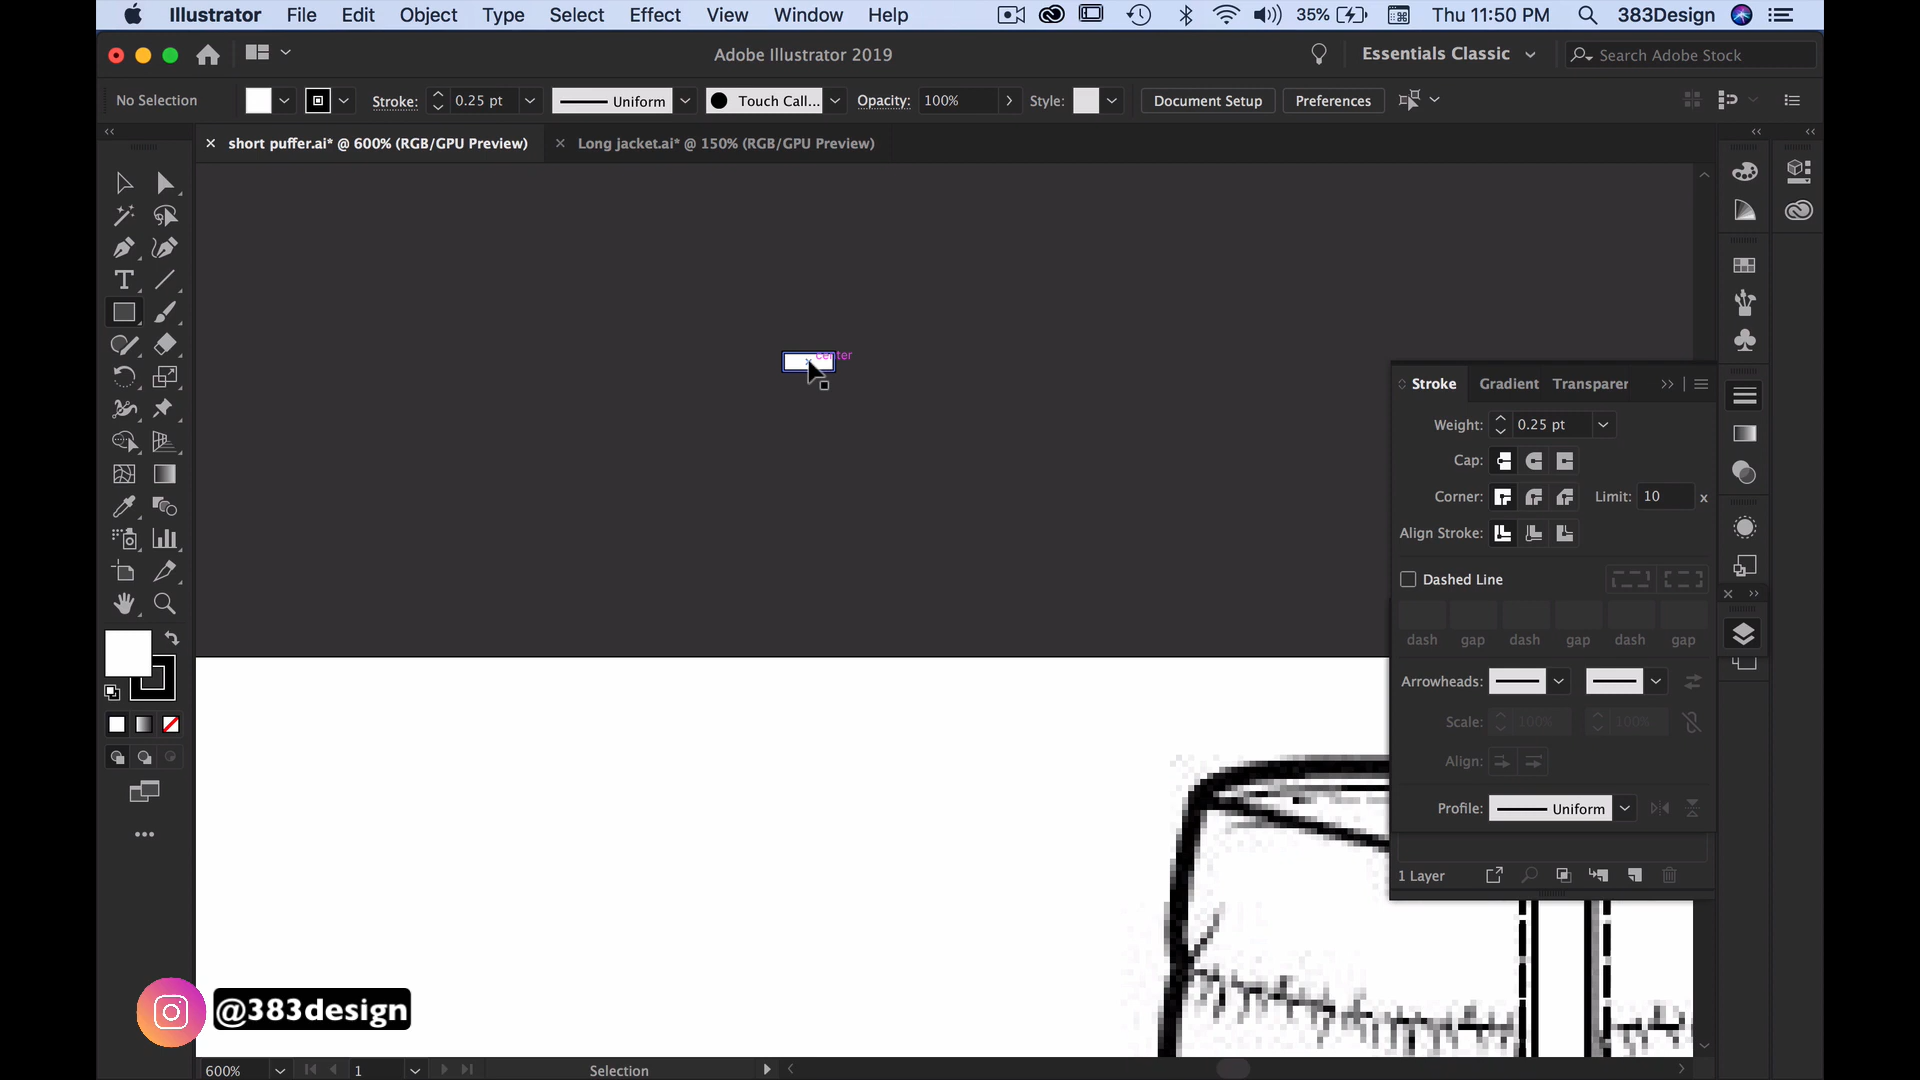 Illustrator File Edit Object Type Select Effect View Window Help 35% Thu 11:50 PM 383Design
Adobe Illustrator 2019 Essentials Classic Search Adobe Stock
No Selection Stroke: 0.25 pt Uniform Touch Call... Opacity: 100% Style: Document Setup Preferences
short puffer.ai* @ 600% (RGB/GPU Preview) Long jacket.ai* @ 150% (RGB/GPU Preview)
center
Stroke Gradient Transparer
Weight: 0.25 pt
Cap:
Corner: Limit: 10 x
Align Stroke:
Dashed Line
dash gap dash gap dash gap
Arrowheads:
Scale: 100% 100%
Align:
Profile: Uniform
1 Layer
@383design
600% 1 Selection